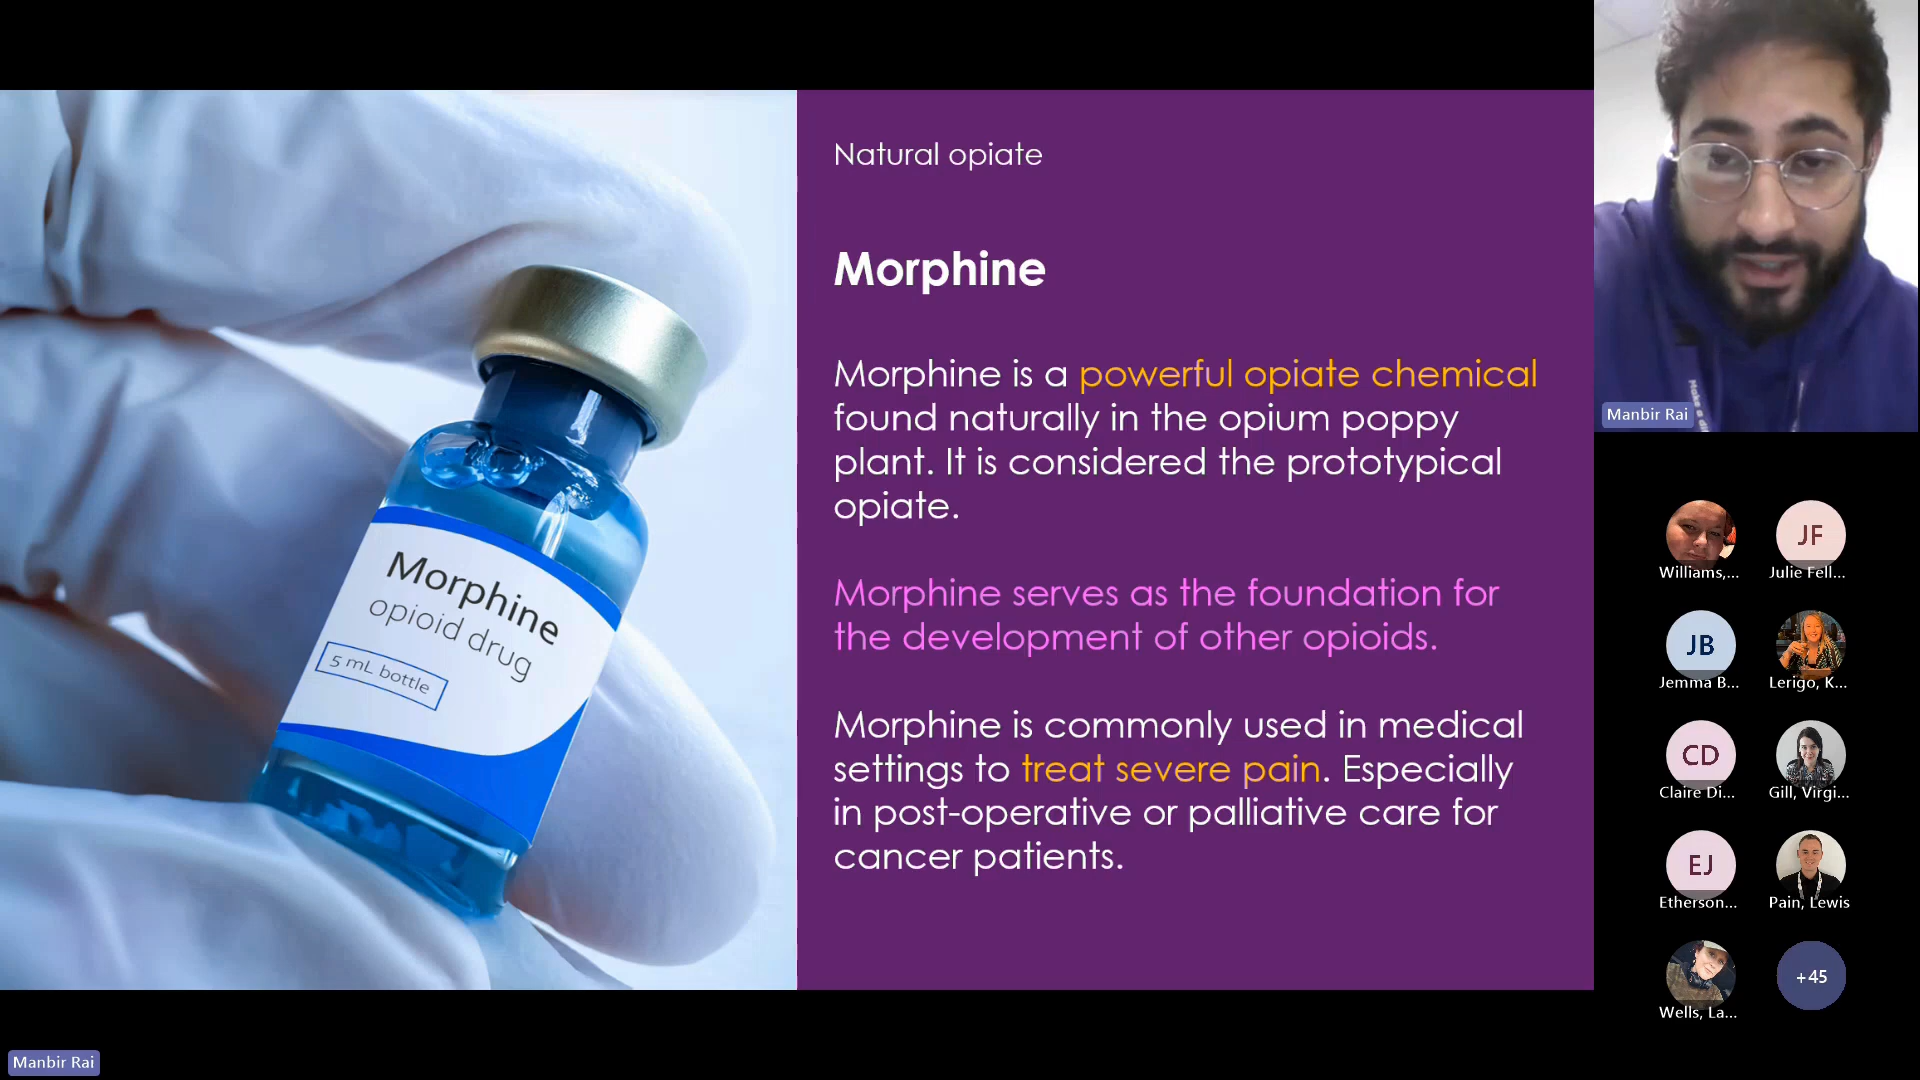 Natural opiate
Morphine
Morphine is a powerful opiate chemical
found naturally in the opium poppy
plant. It is considered the prototypical
opiate.
Morphine serves as the foundation for
the development of other opioids.
Morphine is commonly used in medical
settings to treat severe pain. Especially
in post-operative or palliative care for
cancer patients.
Morphine
opioid drug
5 mL bottle
Manbir Rai
Williams,...
JF
Julie Fell...
JB
Jemma B...
Lerigo, K...
CD
Claire Di...
Gill, Virgi...
EJ
Etherson...
Pain, Lewis
Wells, La...
+45
Manbir Rai